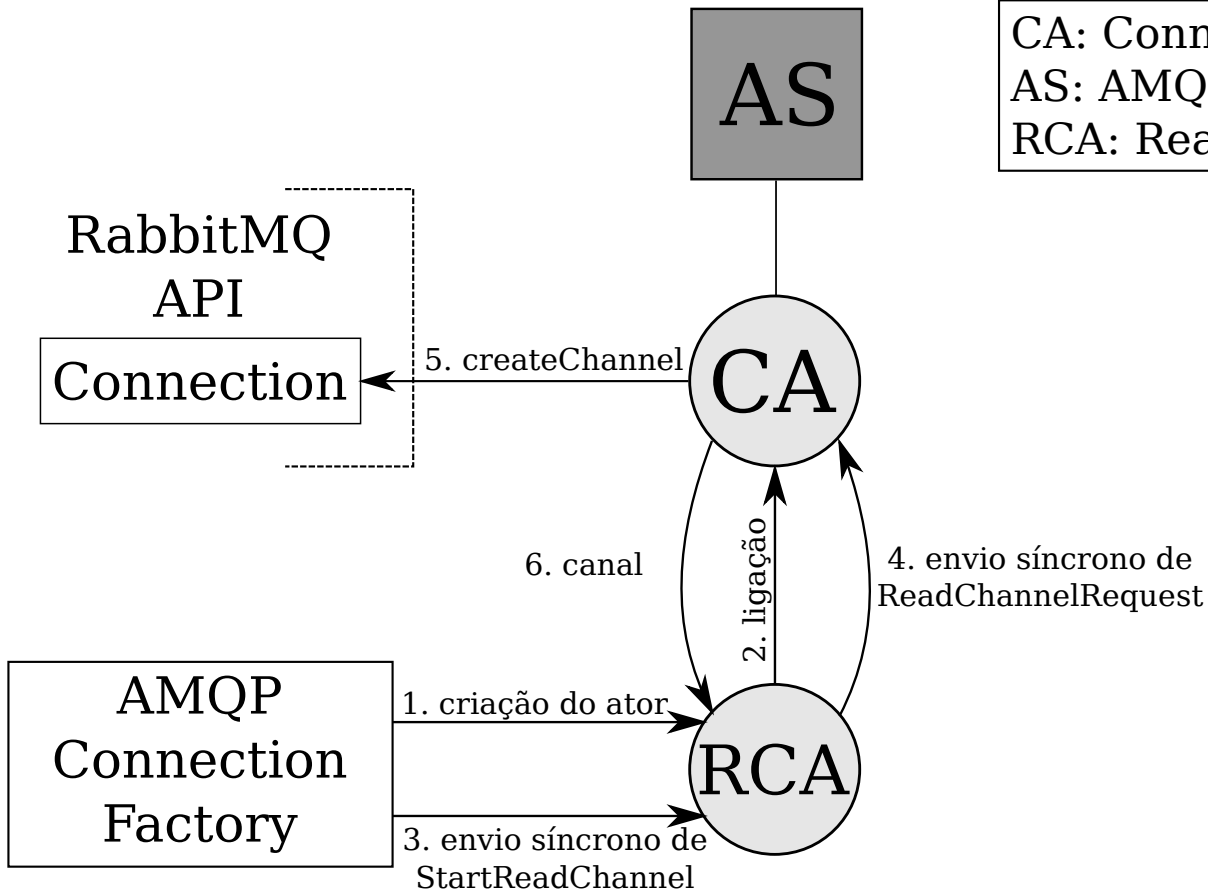 AS
CA: Conn
AS: AMQ
RCA: Rea
RabbitMQ
API
Connection
5. createChannel
CA
6. canal
2. ligação
4. envio síncrono de
ReadChannelRequest
AMQP
Connection
Factory
1. criação do ator
RCA
3. envio síncrono de
StartReadChannel